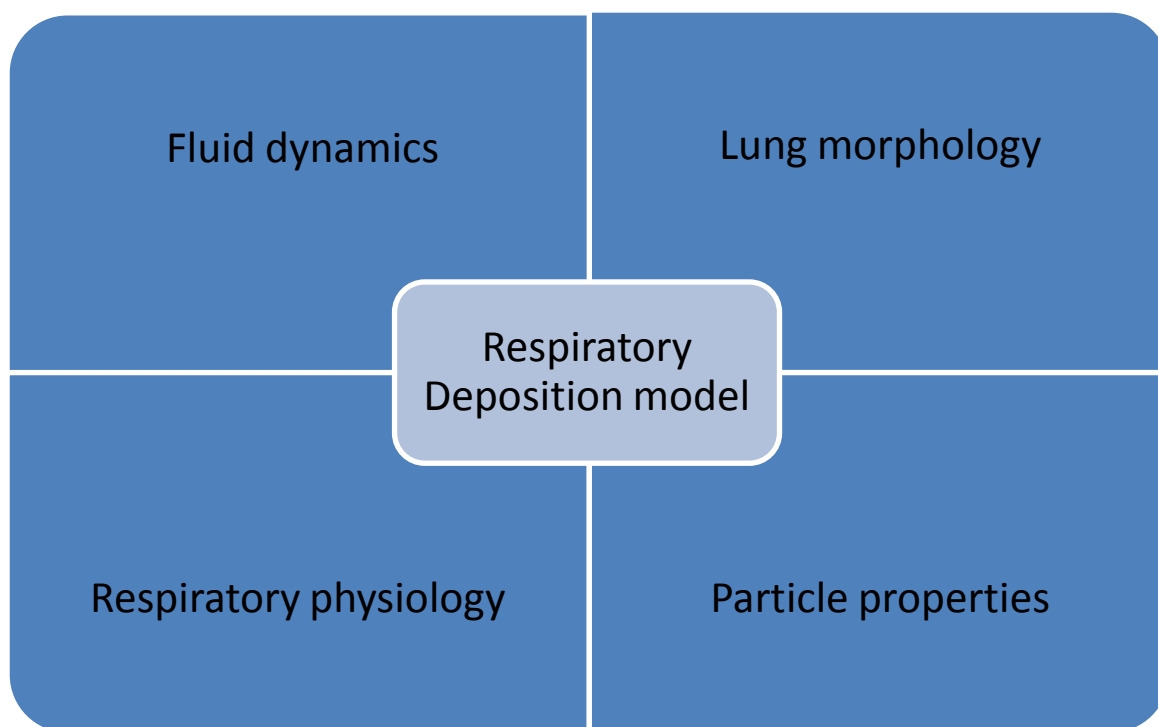 Fluid dynamics
Lung morphology
Respiratory
Deposition model
Respiratory physiology
Particle properties